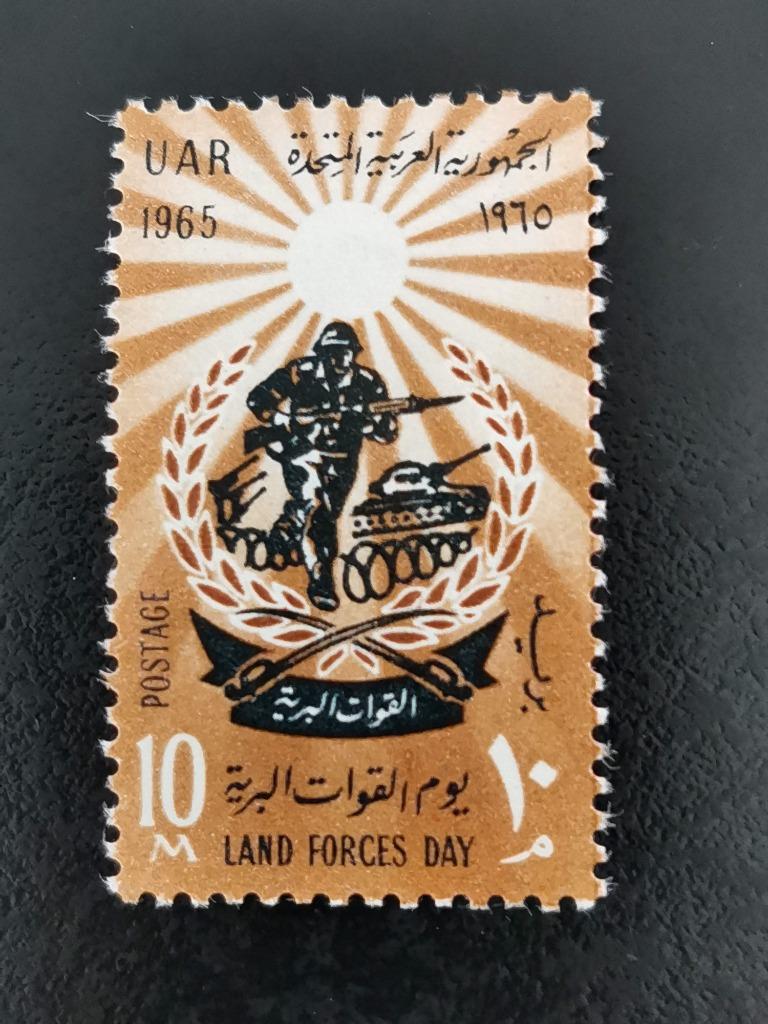 UAR الجمهورية العربية المتحدة
1965 ١٩٦٥
POSTAGE
بريد
القوات البرية
10 يوم القوات البرية ١٠
M LAND FORCES DAY م